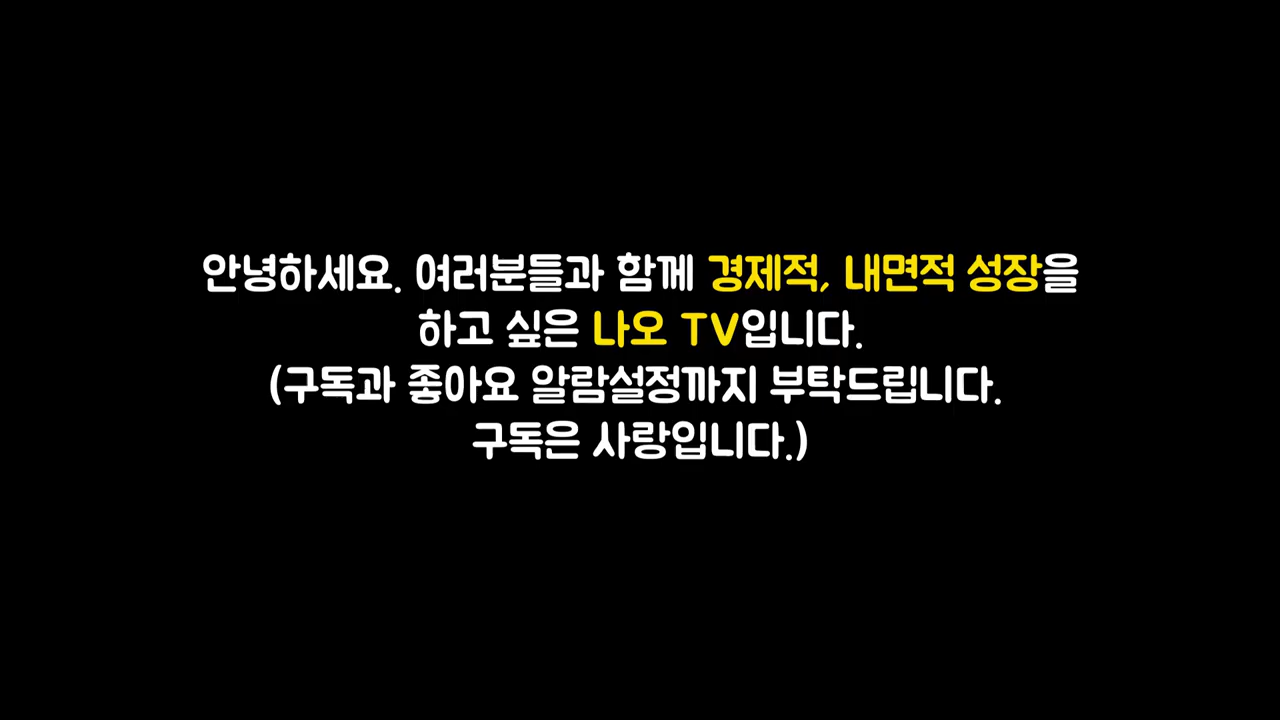 안녕하세요. 여러분들과 함께 경제적, 내면적 성장을
하고 싶은 나오 TV입니다.
(구독과 좋아요 알람설정까지 부탁드립니다.
구독은 사랑입니다.)